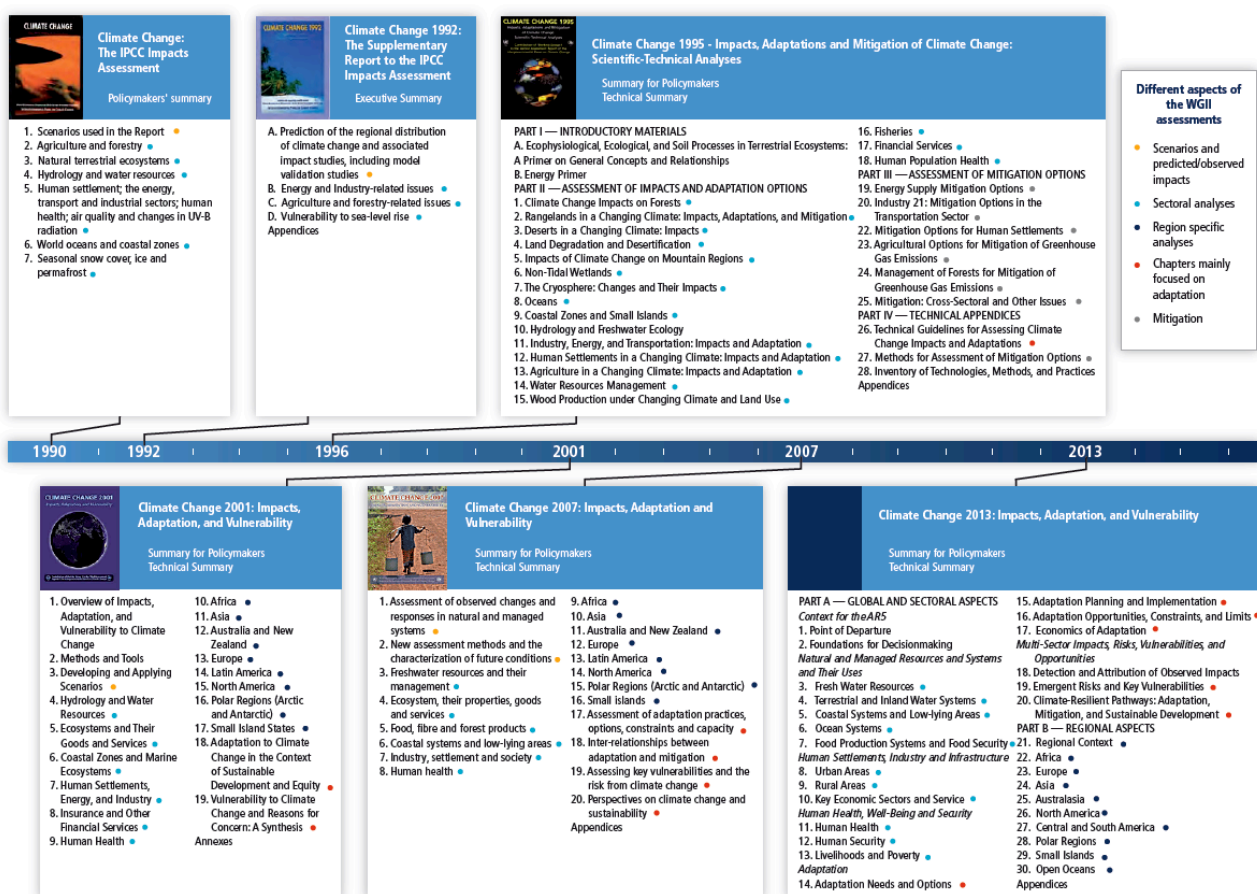 CLIMATE CHANGE
Climate Change:
The IPCC Impacts
Assessment
Policymakers' summary
1. Scenarios used in the Report
2. Agriculture and forestry
3. Natural terrestrial ecosystems
4. Hydrology and water resources
5. Human settlement; the energy,
transport and industrial sectors; human
health; air quality and changes in UV-B
radiation
6. World oceans and coastal zones
7. Seasonal snow cover, ice and
permafrost
CLIMATE CHANGE 1992
Climate Change 1992:
The Supplementary
Report to the IPCC
Impacts Assessment
Executive Summary
A. Prediction of the regional distribution
of climate change and associated
impact studies, including model
validation studies
B. Energy and Industry-related issues
C. Agriculture and forestry-related issues
D. Vulnerability to sea-level rise
Appendices
CLIMATE CHANGE 1995
Climate Change 1995 - Impacts, Adaptations and Mitigation of Climate Change:
Scientific-Technical Analyses
Summary for Policymakers
Technical Summary
PART I — INTRODUCTORY MATERIALS
A. Ecophysiological, Ecological, and Soil Processes in Terrestrial Ecosystems:
A Primer on General Concepts and Relationships
B. Energy Primer
PART II — ASSESSMENT OF IMPACTS AND ADAPTATION OPTIONS
1. Climate Change Impacts on Forests
2. Rangelands in a Changing Climate: Impacts, Adaptations, and Mitigation
3. Deserts in a Changing Climate: Impacts
4. Land Degradation and Desertification
5. Impacts of Climate Change on Mountain Regions
6. Non-Tidal Wetlands
7. The Cryosphere: Changes and Their Impacts
8. Oceans
9. Coastal Zones and Small Islands
10. Hydrology and Freshwater Ecology
11. Industry, Energy, and Transportation: Impacts and Adaptation
12. Human Settlements in a Changing Climate: Impacts and Adaptation
13. Agriculture in a Changing Climate: Impacts and Adaptation
14. Water Resources Management
15. Wood Production under Changing Climate and Land Use
16. Fisheries
17. Financial Services
18. Human Population Health
PART III — ASSESSMENT OF MITIGATION OPTIONS
19. Energy Supply Mitigation Options
20. Industry 21: Mitigation Options in the
Transportation Sector
22. Mitigation Options for Human Settlements
23. Agricultural Options for Mitigation of Greenhouse
Gas Emissions
24. Management of Forests for Mitigation of
Greenhouse Gas Emissions
25. Mitigation: Cross-Sectoral and Other Issues
PART IV — TECHNICAL APPENDICES
26. Technical Guidelines for Assessing Climate
Change Impacts and Adaptations
27. Methods for Assessment of Mitigation Options
28. Inventory of Technologies, Methods, and Practices
Appendices
Different aspects of
the WGII
assessments
Scenarios and
predicted/observed
impacts
Sectoral analyses
Region specific
analyses
Chapters mainly
focused on
adaptation
Mitigation
1990
1992
1996
2001
2007
2013
CLIMATE CHANGE 2001
Climate Change 2001: Impacts,
Adaptation, and Vulnerability
Summary for Policymakers
Technical Summary
1. Overview of Impacts,
Adaptation, and
Vulnerability to Climate
Change
2. Methods and Tools
3. Developing and Applying
Scenarios
4. Hydrology and Water
Resources
5. Ecosystems and Their
Goods and Services
6. Coastal Zones and Marine
Ecosystems
7. Human Settlements,
Energy, and Industry
8. Insurance and Other
Financial Services
9. Human Health
10. Africa
11. Asia
12. Australia and New
Zealand
13. Europe
14. Latin America
15. North America
16. Polar Regions (Arctic
and Antarctic)
17. Small Island States
18. Adaptation to Climate
Change in the Context
of Sustainable
Development and Equity
19. Vulnerability to Climate
Change and Reasons for
Concern: A Synthesis
Annexes
CLIMATE CHANGE 2007
Climate Change 2007: Impacts, Adaptation and
Vulnerability
Summary for Policymakers
Technical Summary
1. Assessment of observed changes and
responses in natural and managed
systems
2. New assessment methods and the
characterization of future conditions
3. Freshwater resources and their
management
4. Ecosystem, their properties, goods
and services
5. Food, fibre and forest products
6. Coastal systems and low-lying areas
7. Industry, settlement and society
8. Human health
9. Africa
10. Asia
11. Australia and New Zealand
12. Europe
13. Latin America
14. North America
15. Polar Regions (Arctic and Antarctic)
16. Small islands
17. Assessment of adaptation practices,
options, constraints and capacity
18. Inter-relationships between
adaptation and mitigation
19. Assessing key vulnerabilities and the
risk from climate change
20. Perspectives on climate change and
sustainability
Appendices
Climate Change 2013: Impacts, Adaptation, and Vulnerability
Summary for Policymakers
Technical Summary
PART A — GLOBAL AND SECTORAL ASPECTS
Context for the AR5
1. Point of Departure
2. Foundations for Decisionmaking
Natural and Managed Resources and Systems
and Their Uses
3. Fresh Water Resources
4. Terrestrial and Inland Water Systems
5. Coastal Systems and Low-lying Areas
6. Ocean Systems
7. Food Production Systems and Food Security
Human Settlements, Industry and Infrastructure
8. Urban Areas
9. Rural Areas
10. Key Economic Sectors and Service
Human Health, Well-Being and Security
11. Human Health
12. Human Security
13. Livelihoods and Poverty
Adaptation
14. Adaptation Needs and Options
15. Adaptation Planning and Implementation
16. Adaptation Opportunities, Constraints, and Limits
17. Economics of Adaptation
Multi-Sector Impacts, Risks, Vulnerabilities, and
Opportunities
18. Detection and Attribution of Observed Impacts
19. Emergent Risks and Key Vulnerabilities
20. Climate-Resilient Pathways: Adaptation,
Mitigation, and Sustainable Development
PART B — REGIONAL ASPECTS
21. Regional Context
22. Africa
23. Europe
24. Asia
25. Australasia
26. North America
27. Central and South America
28. Polar Regions
29. Small Islands
30. Open Oceans
Appendices